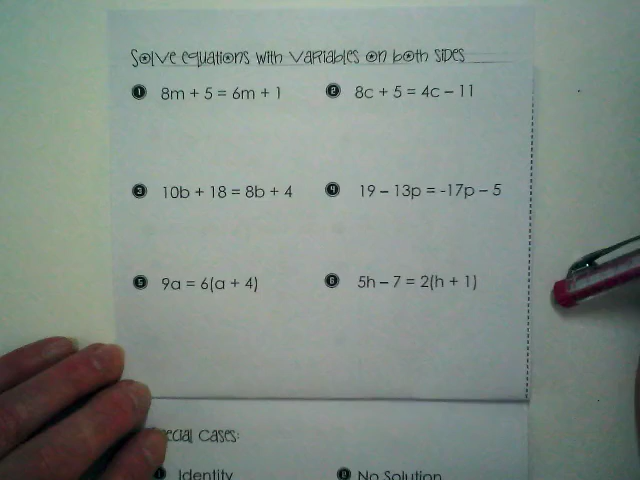 Solve equations with variables on both sides
1 8m + 5 = 6m + 1
2 8c + 5 = 4c – 11
3 10b + 18 = 8b + 4
4 19 – 13p = -17p – 5
5 9a = 6(a + 4)
6 5h – 7 = 2(h + 1)
ecial cases:
Identity
No Solution